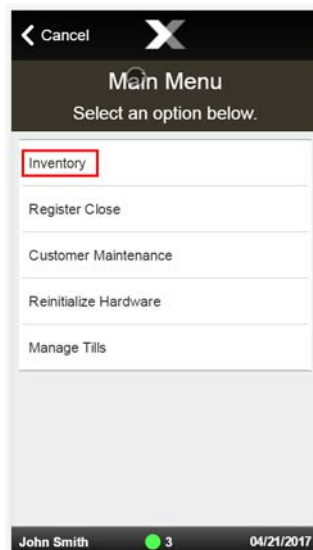 Cancel
Main Menu
Select an option below.
Inventory
Register Close
Customer Maintenance
Reinitialize Hardware
Manage Tills
John Smith 3 04/21/2017